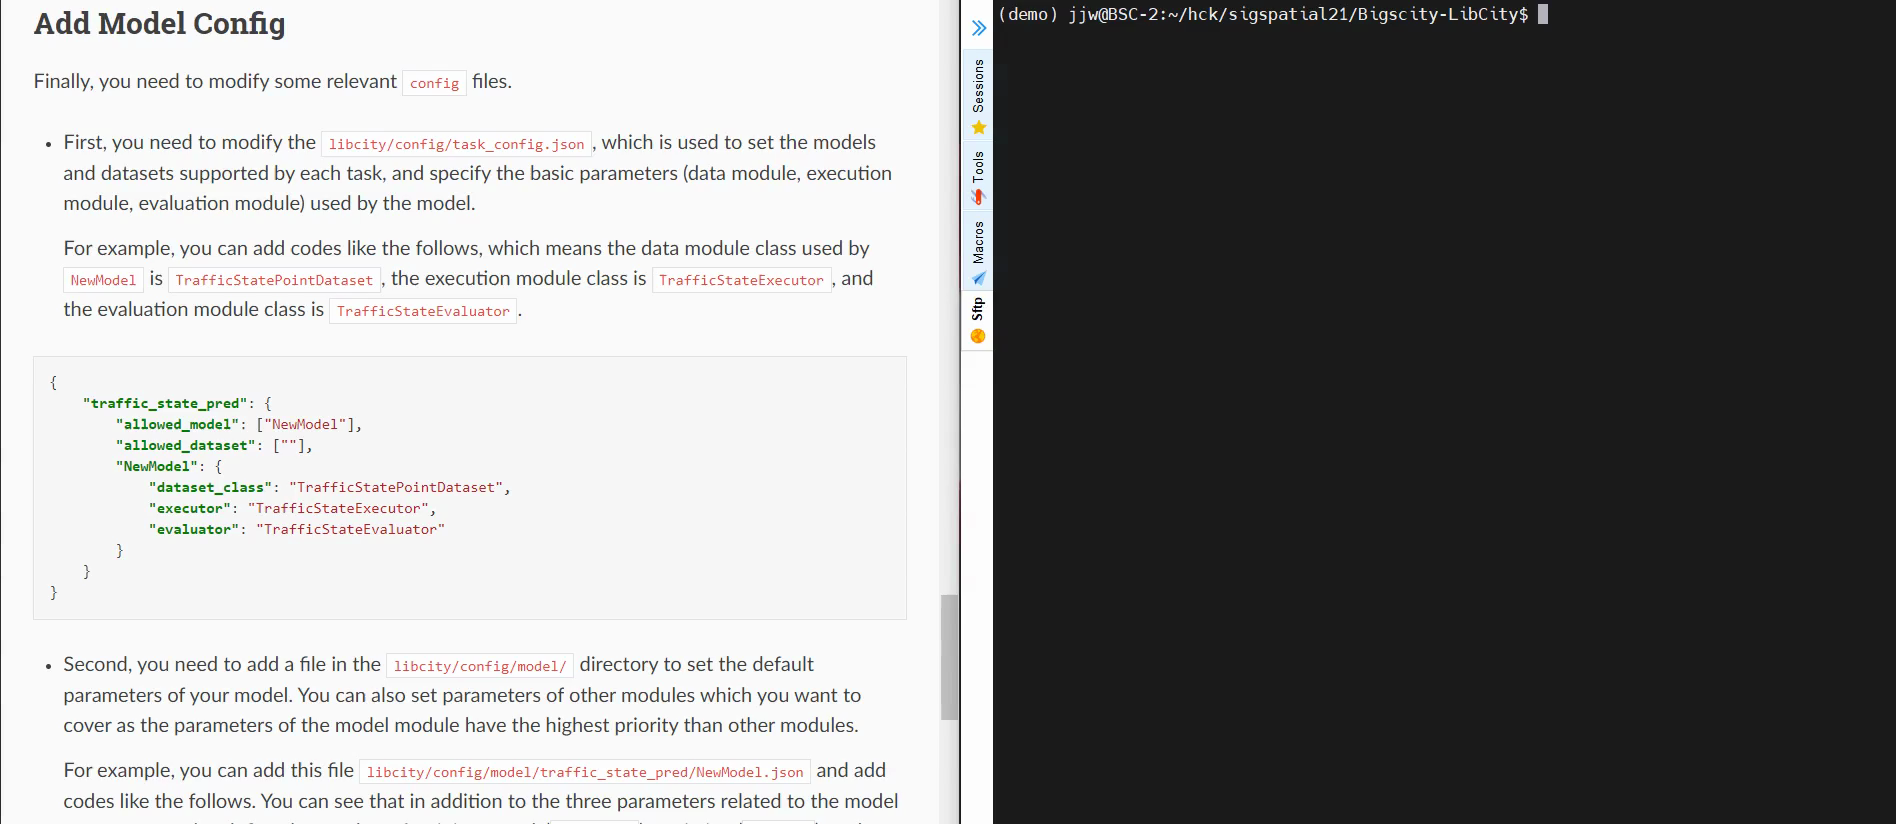 Add Model Config
Finally, you need to modify some relevant config files.
• First, you need to modify the libcity/config/task_config.json, which is used to set the models
and datasets supported by each task, and specify the basic parameters (data module, execution
module, evaluation module) used by the model.
For example, you can add codes like the follows, which means the data module class used by
NewModel is TrafficStatePointDataset, the execution module class is TrafficStateExecutor, and
the evaluation module class is TrafficStateEvaluator.
{
    "traffic_state_pred": {
        "allowed_model": ["NewModel"],
        "allowed_dataset": [""],
        "NewModel": {
            "dataset_class": "TrafficStatePointDataset",
            "executor": "TrafficStateExecutor",
            "evaluator": "TrafficStateEvaluator"
        }
    }
}
• Second, you need to add a file in the libcity/config/model/ directory to set the default
parameters of your model. You can also set parameters of other modules which you want to
cover as the parameters of the model module have the highest priority than other modules.
For example, you can add this file libcity/config/model/traffic_state_pred/NewModel.json and add
codes like the follows. You can see that in addition to the three parameters related to the model
Sessions
Tools
Macros
Sftp
(demo) jjw@BSC-2:~/hck/sigspatial21/Bigscity-LibCity$